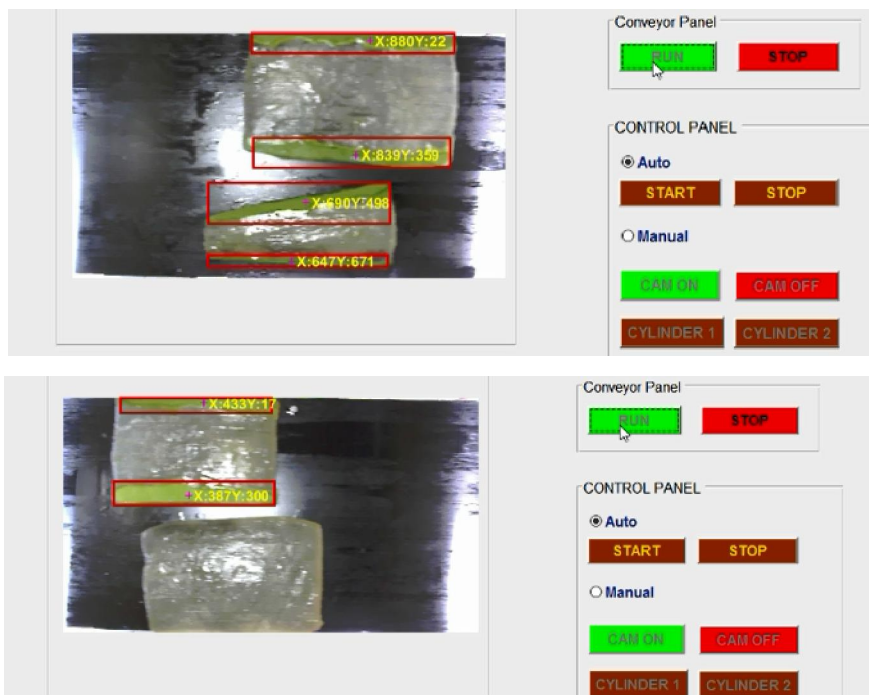 Conveyor Panel
X:880Y:22
RUN
STOP
CONTROL PANEL
X:839Y:359
Auto
START
STOP
X:690Y:498
Manual
X:647Y:671
CAM ON
CAM OFF
CYLINDER 1
CYLINDER 2
Conveyor Panel
X:433Y:17
RUN
STOP
CONTROL PANEL
X:387Y:300
Auto
START
STOP
Manual
CAM ON
CAM OFF
CYLINDER 1
CYLINDER 2